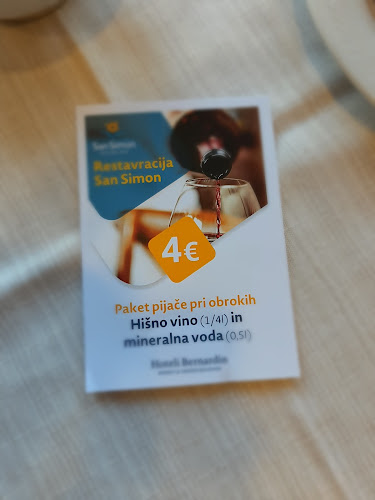 San Simon
Restavracija
San Simon
4€
Paket pijače pri obrokih
Hišno vino (1/4l) in
mineralna voda (0,5l)
Hoteli Bernardin